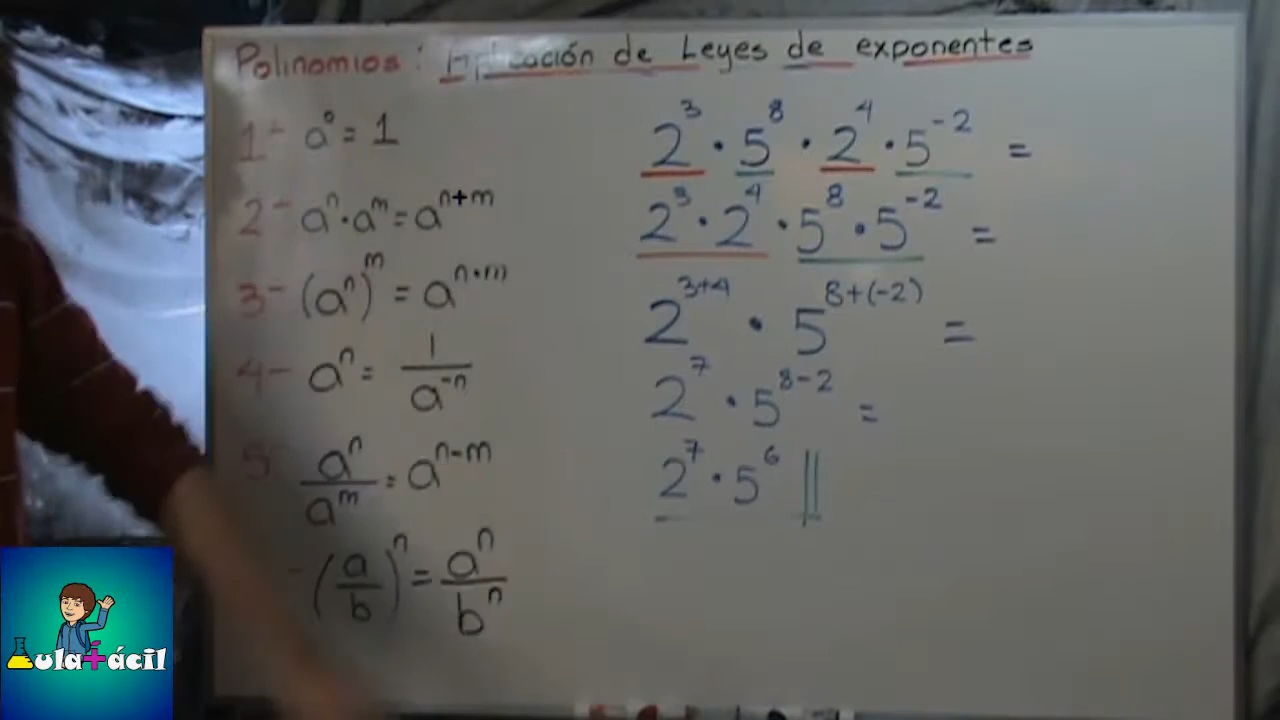 Polinomios: Aplicación de Leyes de exponentes
1- a⁰ = 1
2- aⁿ·aᵐ = aⁿ⁺ᵐ
3- (aⁿ)ᵐ = aⁿ·ᵐ
4- aⁿ = 1/a⁻ⁿ
5- aⁿ/aᵐ = aⁿ⁻ᵐ
- (a/b)ⁿ = aⁿ/bⁿ
2³ · 5⁸ · 2⁴ · 5⁻² =
2³ · 2⁴ · 5⁸ · 5⁻² =
2³⁺⁴ · 5⁸⁺⁽⁻²⁾ =
2⁷ · 5⁸⁻² =
2⁷ · 5⁶
Aula+ácil